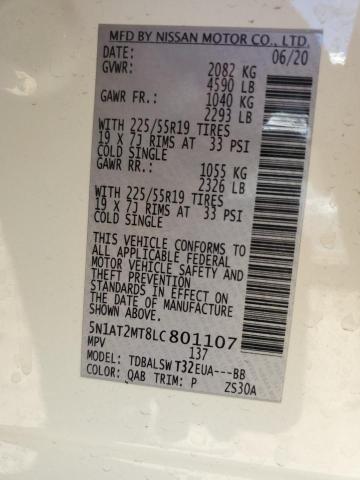 MFD BY NISSAN MOTOR CO., LTD.
DATE: 06/20
GVWR: 2082 KG
4590 LB
GAWR FR.: 1040 KG
2293 LB
WITH 225/55R19 TIRES
19 X 7J RIMS AT 33 PSI
COLD SINGLE
GAWR RR.: 1055 KG
2326 LB
WITH 225/55R19 TIRES
19 X 7J RIMS AT 33 PSI
COLD SINGLE
THIS VEHICLE CONFORMS TO
ALL APPLICABLE FEDERAL
MOTOR VEHICLE SAFETY AND
THEFT PREVENTION
STANDARDS IN EFFECT ON
THE DATE OF MANUFACTURE
SHOWN ABOVE.
5N1AT2MT8LC801107
MPV 137
MODEL: TDBALSWT32EUA---BB
COLOR: QAB TRIM: P ZS30A